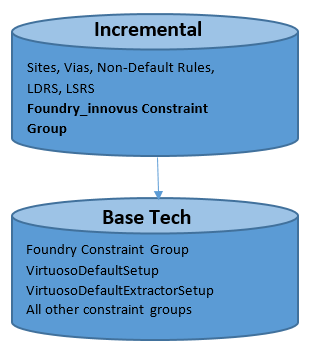 Incremental
Sites, Vias, Non-Default Rules,
LDRS, LSRS
Foundry_innovus Constraint
Group
Base Tech
Foundry Constraint Group
VirtuosoDefaultSetup
VirtuosoDefaultExtractorSetup
All other constraint groups